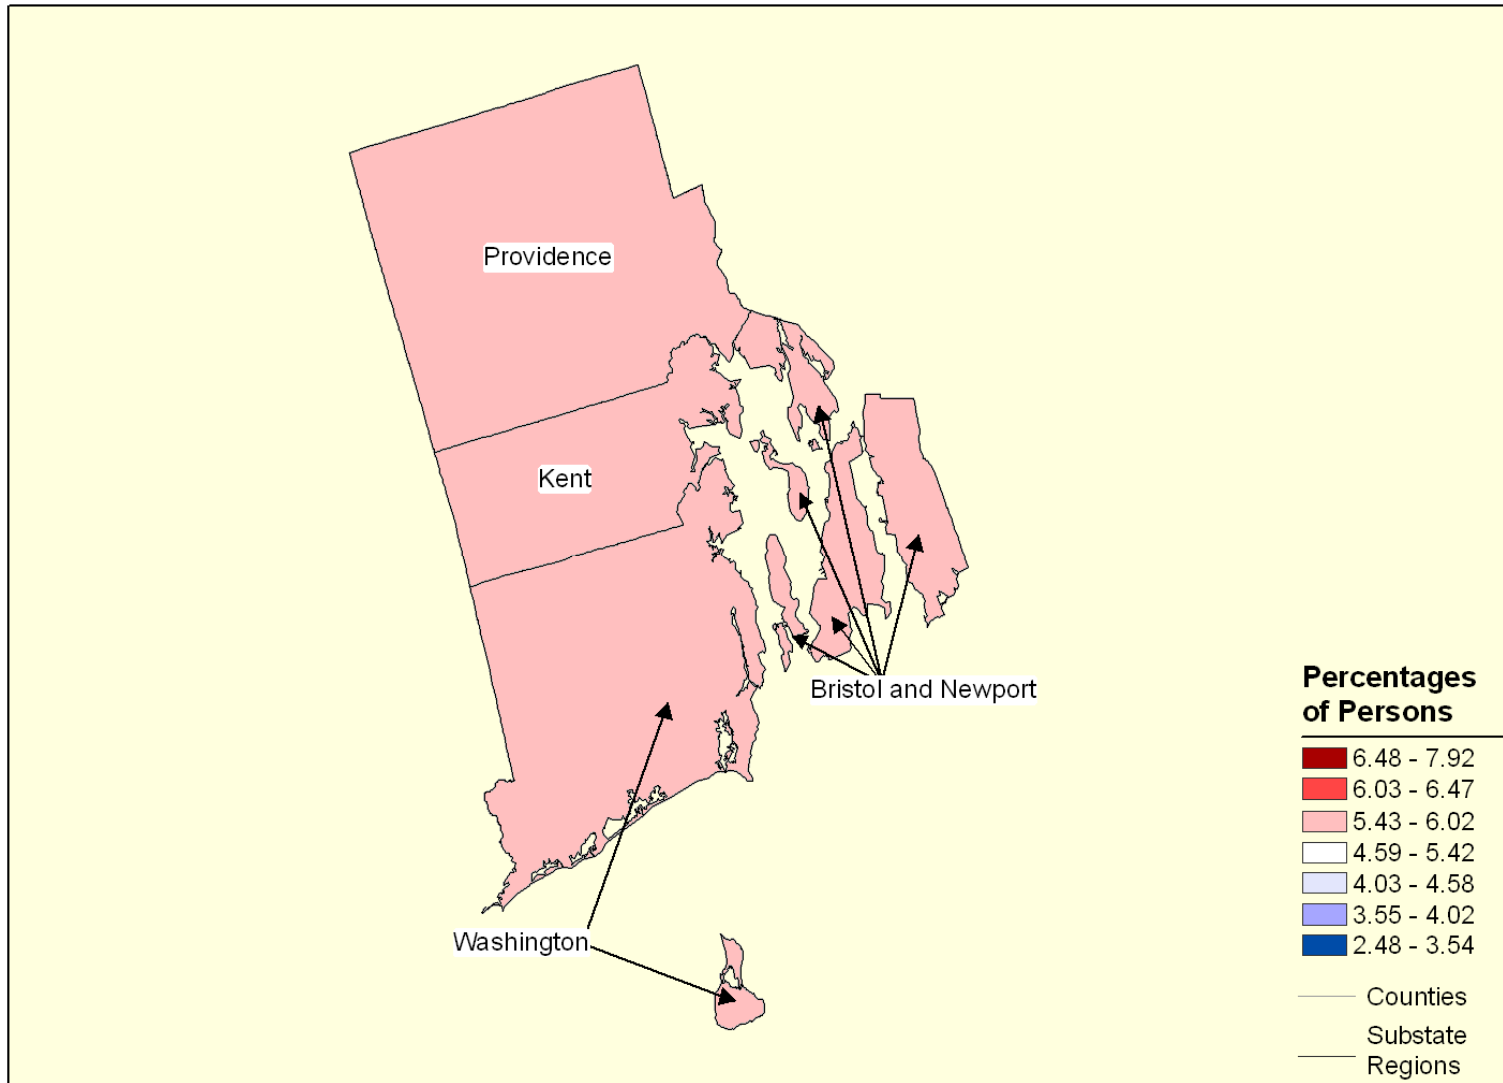 Providence
Kent
Bristol and Newport
Washington
Percentages
of Persons
6.48 - 7.92
6.03 - 6.47
5.43 - 6.02
4.59 - 5.42
4.03 - 4.58
3.55 - 4.02
2.48 - 3.54
Counties
Substate
Regions